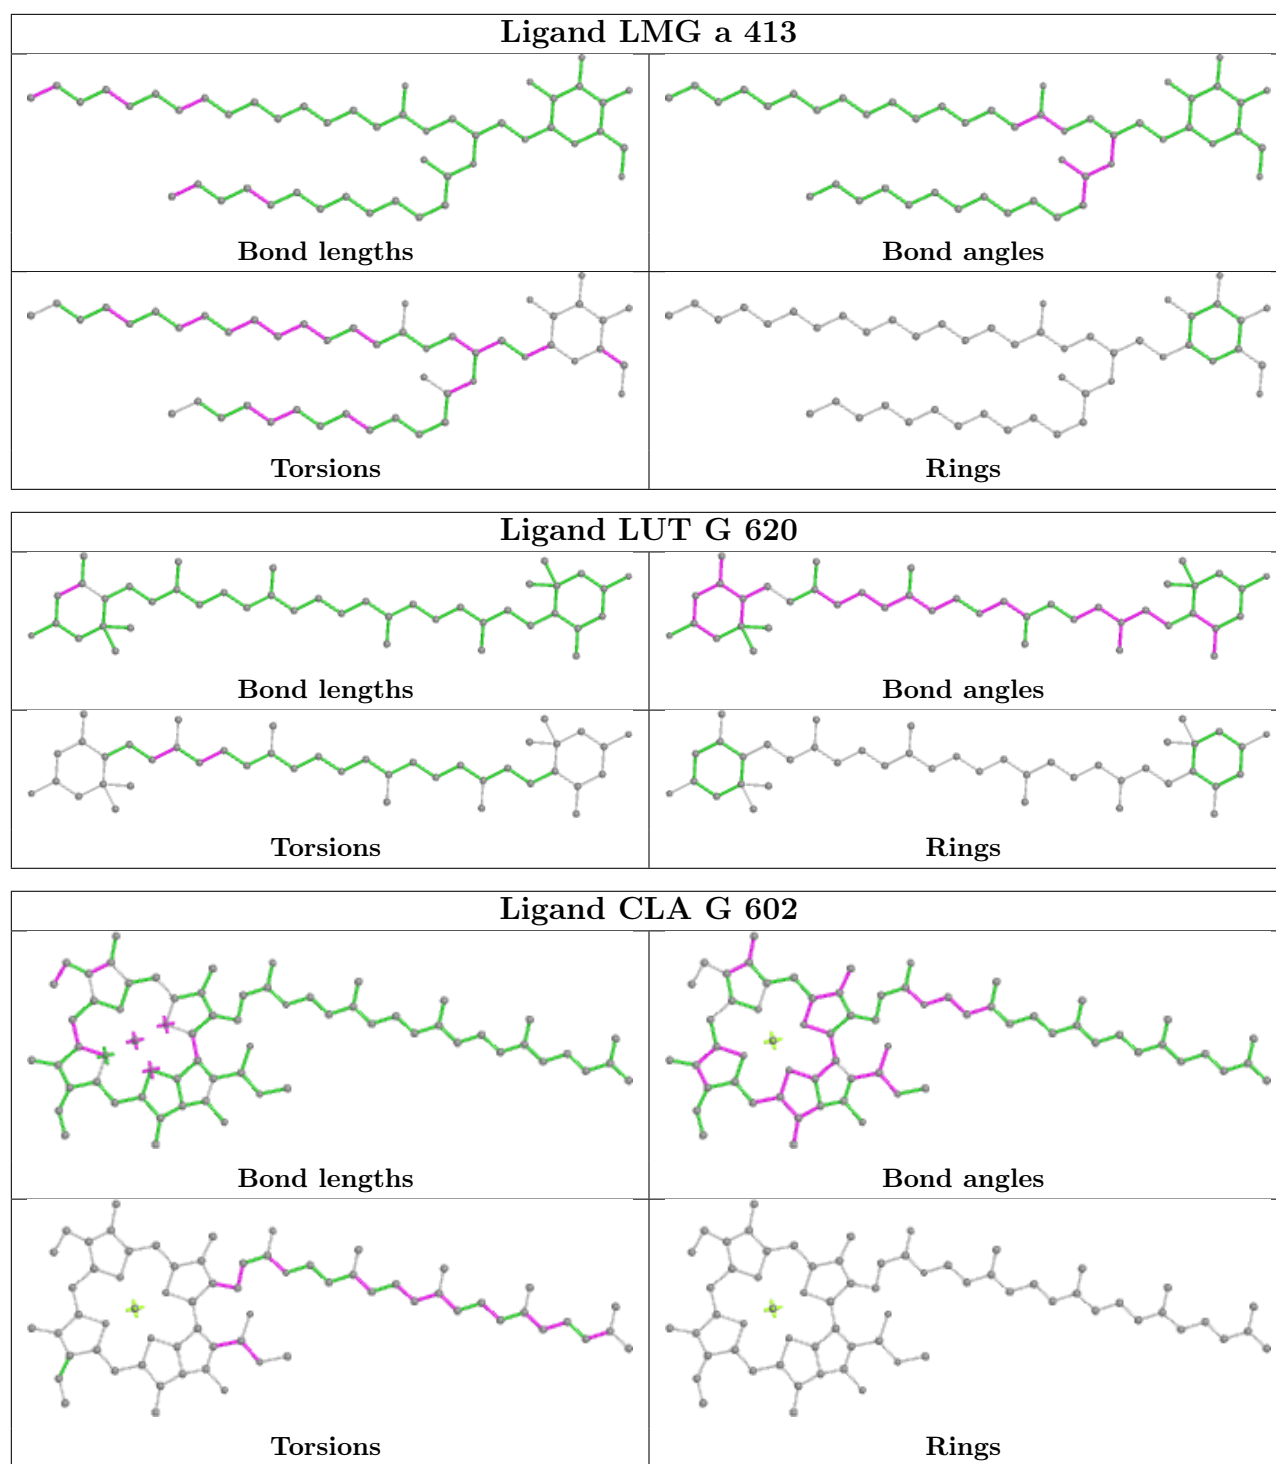 Ligand LMG a 413
Bond lengths
Bond angles
Torsions
Rings
Ligand LUT G 620
Bond lengths
Bond angles
Torsions
Rings
Ligand CLA G 602
Bond lengths
Bond angles
Torsions
Rings